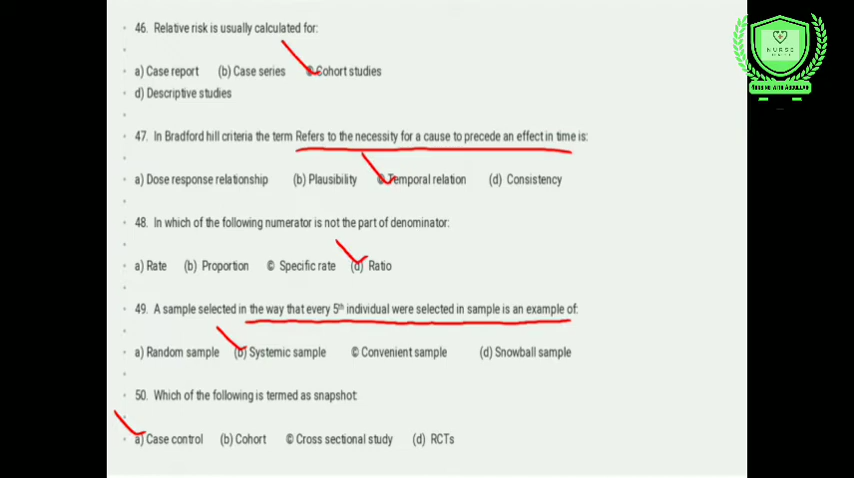 46. Relative risk is usually calculated for:
a) Case report (b) Case series © Cohort studies
d) Descriptive studies
47. In Bradford hill criteria the term Refers to the necessity for a cause to precede an effect in time is:
a) Dose response relationship (b) Plausibility © Temporal relation (d) Consistency
48. In which of the following numerator is not the part of denominator:
a) Rate (b) Proportion © Specific rate (d) Ratio
49. A sample selected in the way that every 5th individual were selected in sample is an example of:
a) Random sample (b) Systemic sample © Convenient sample (d) Snowball sample
50. Which of the following is termed as snapshot:
a) Case control (b) Cohort © Cross sectional study (d) RCTs
NURSE
Nursing with Abdullah